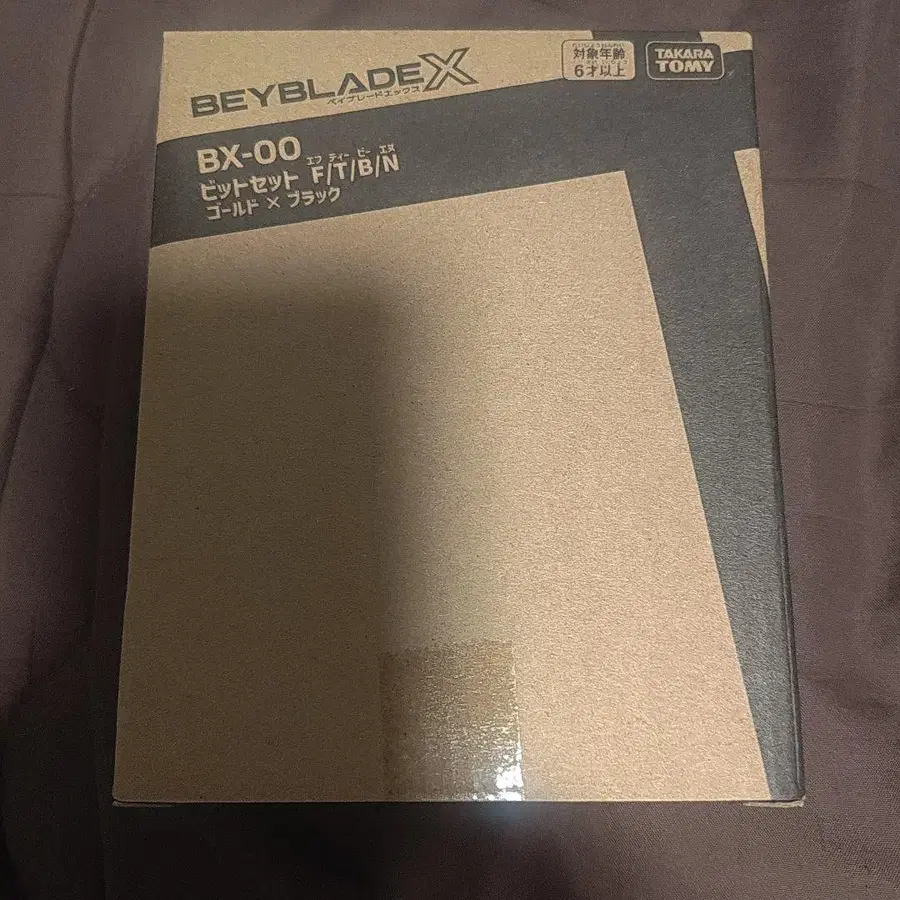 BEYBLADE X
ベイブレードエックス
対象年齢
6才以上
TAKARA
TOMY
BX-00
エフ ティー ビー エヌ
ビットセット F/T/B/N
ゴールド × ブラック